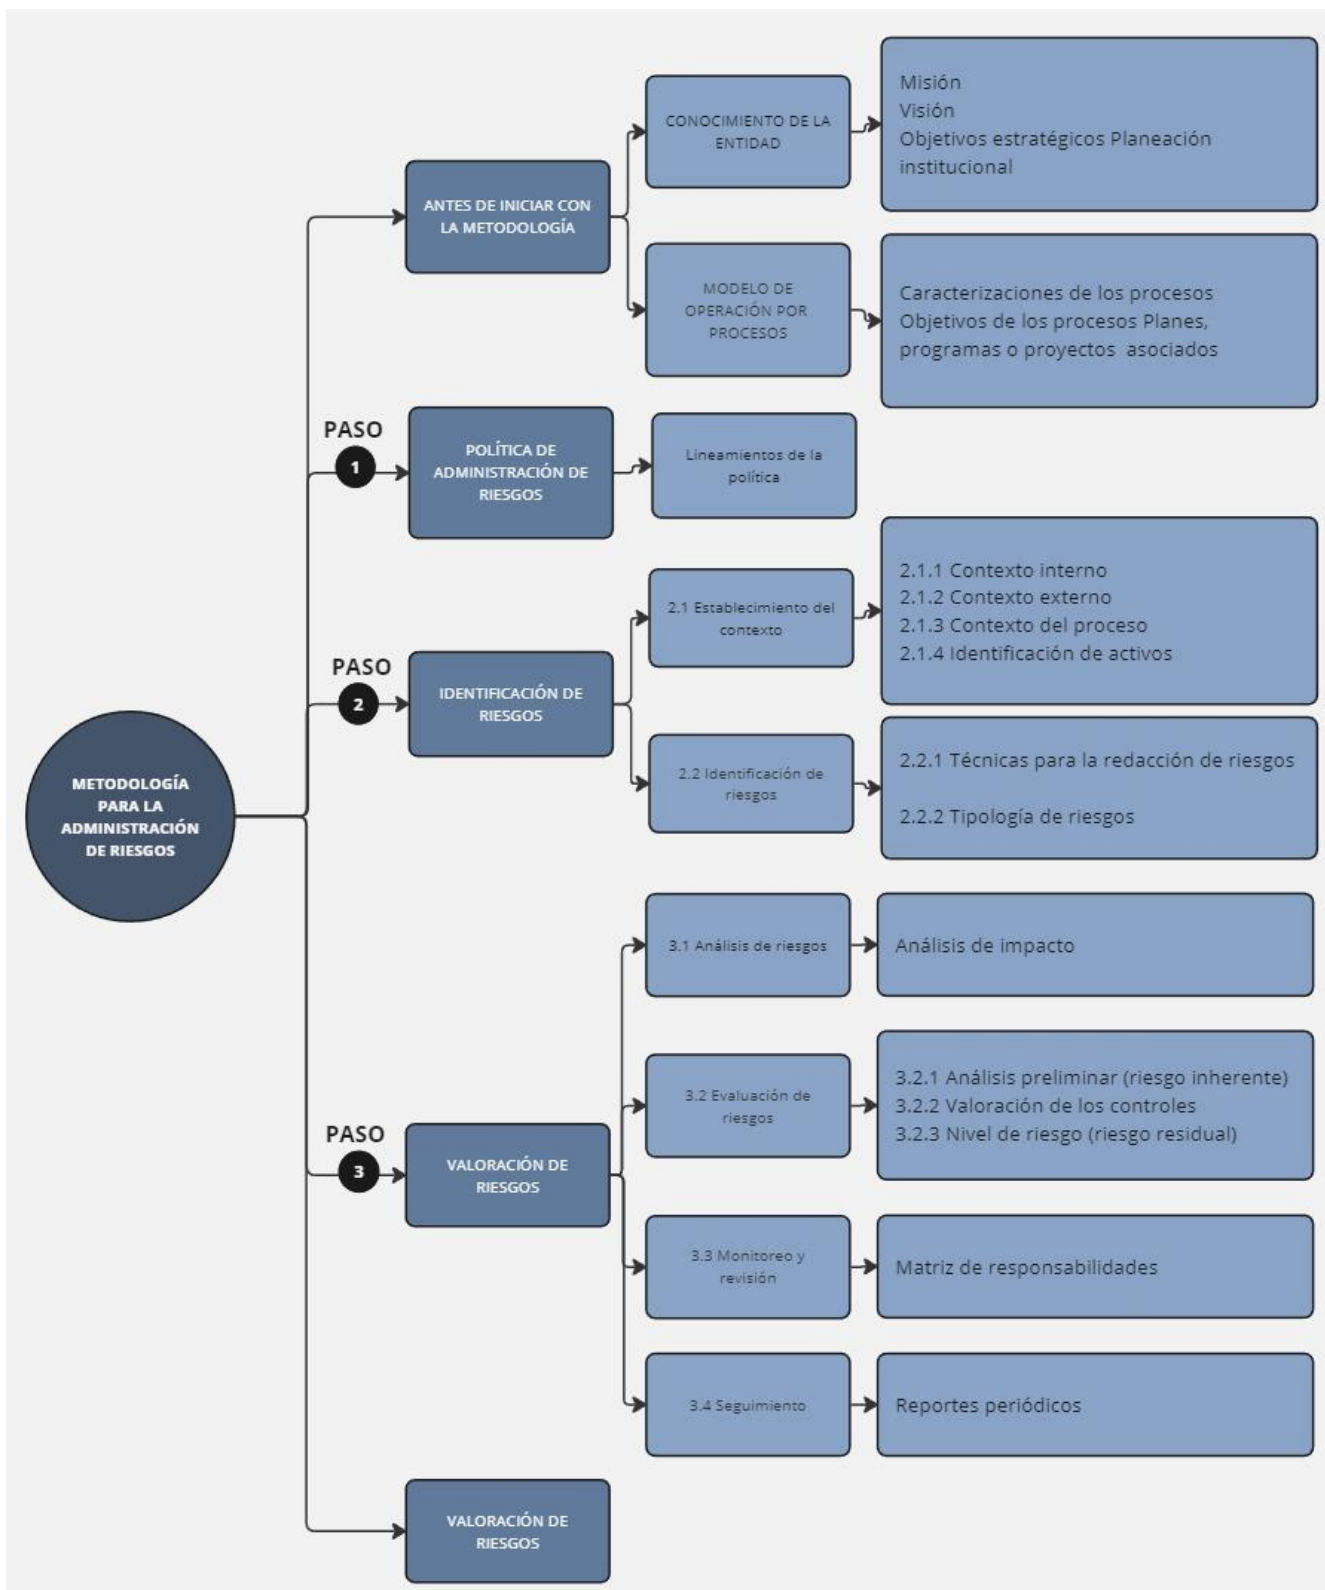 METODOLOGÍA
PARA LA
ADMINISTRACIÓN
DE RIESGOS
ANTES DE INICIAR CON
LA METODOLOGÍA
CONOCIMIENTO DE LA
ENTIDAD
Misión
Visión
Objetivos estratégicos Planeación
institucional
MODELO DE
OPERACIÓN POR
PROCESOS
Caracterizaciones de los procesos
Objetivos de los procesos Planes,
programas o proyectos asociados
PASO
1
POLÍTICA DE
ADMINISTRACIÓN DE
RIESGOS
Lineamientos de la
política
PASO
2
IDENTIFICACIÓN DE
RIESGOS
2.1 Establecimiento del
contexto
2.1.1 Contexto interno
2.1.2 Contexto externo
2.1.3 Contexto del proceso
2.1.4 Identificación de activos
2.2 Identificación de
riesgos
2.2.1 Técnicas para la redacción de riesgos
2.2.2 Tipología de riesgos
PASO
3
VALORACIÓN DE
RIESGOS
3.1 Análisis de riesgos
Análisis de impacto
3.2 Evaluación de
riesgos
3.2.1 Análisis preliminar (riesgo inherente)
3.2.2 Valoración de los controles
3.2.3 Nivel de riesgo (riesgo residual)
3.3 Monitoreo y
revisión
Matriz de responsabilidades
3.4 Seguimiento
Reportes periódicos
VALORACIÓN DE
RIESGOS